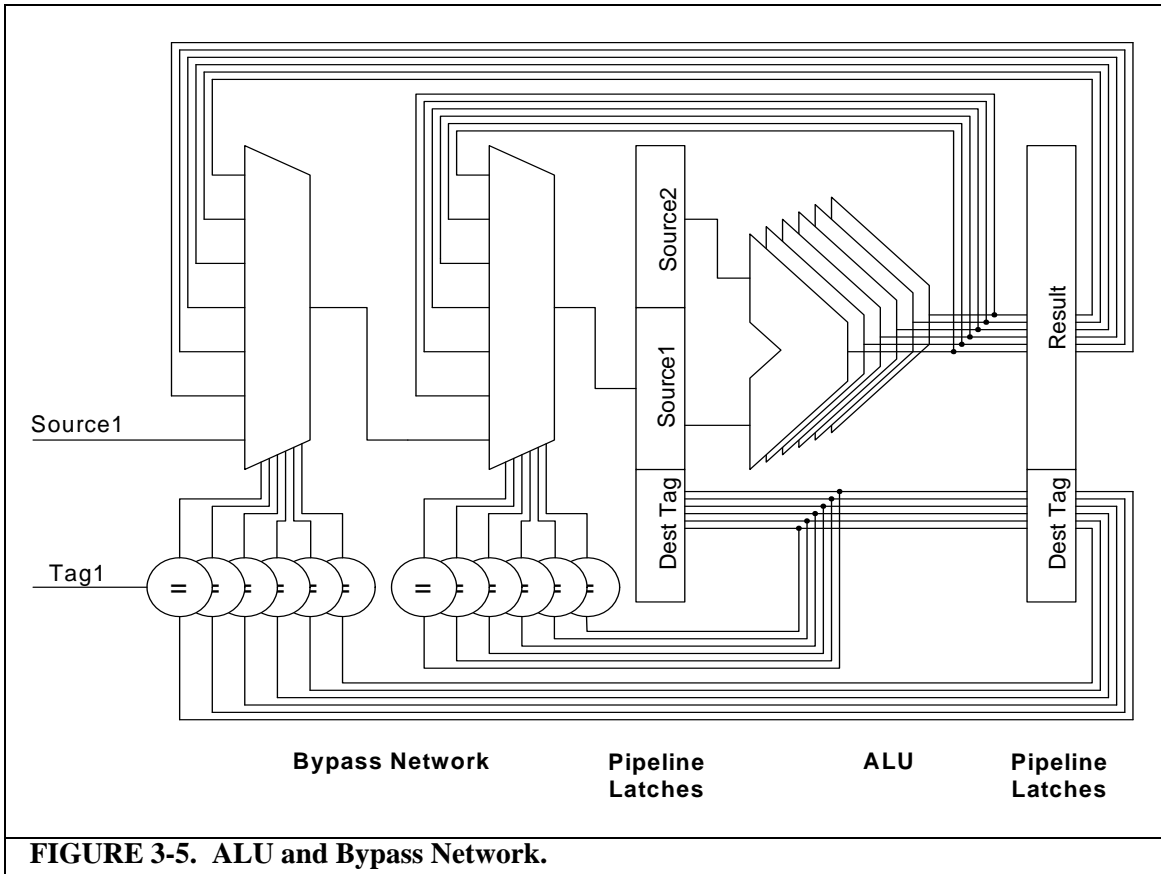 Source2
Source1
Result
Source1
Dest Tag
Dest Tag
Tag1
= = = = = =
= = = = = =
Bypass Network
Pipeline
Latches
ALU
Pipeline
Latches
FIGURE 3-5. ALU and Bypass Network.